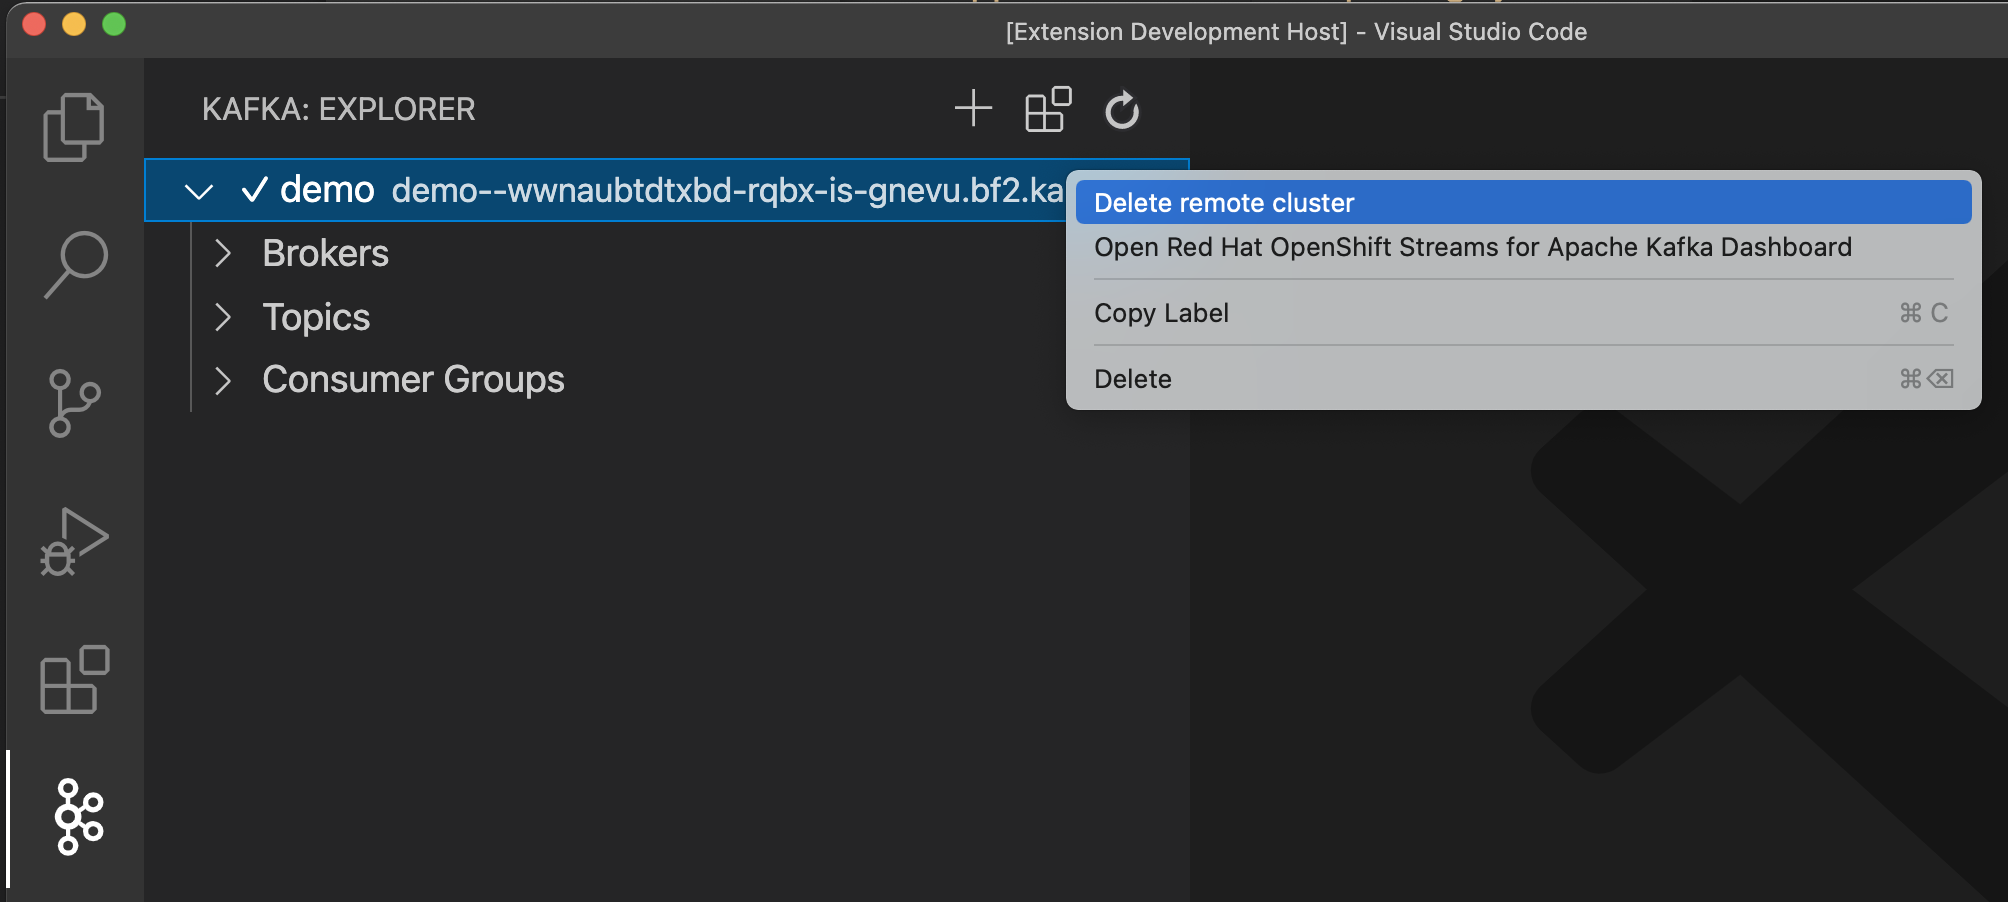 [Extension Development Host] - Visual Studio Code
KAFKA: EXPLORER
demo demo--wwnaubtdtxbd-rqbx-is-gnevu.bf2.ka
Brokers
Topics
Consumer Groups
Delete remote cluster
Open Red Hat OpenShift Streams for Apache Kafka Dashboard
Copy Label ⌘ C
Delete ⌘⌫